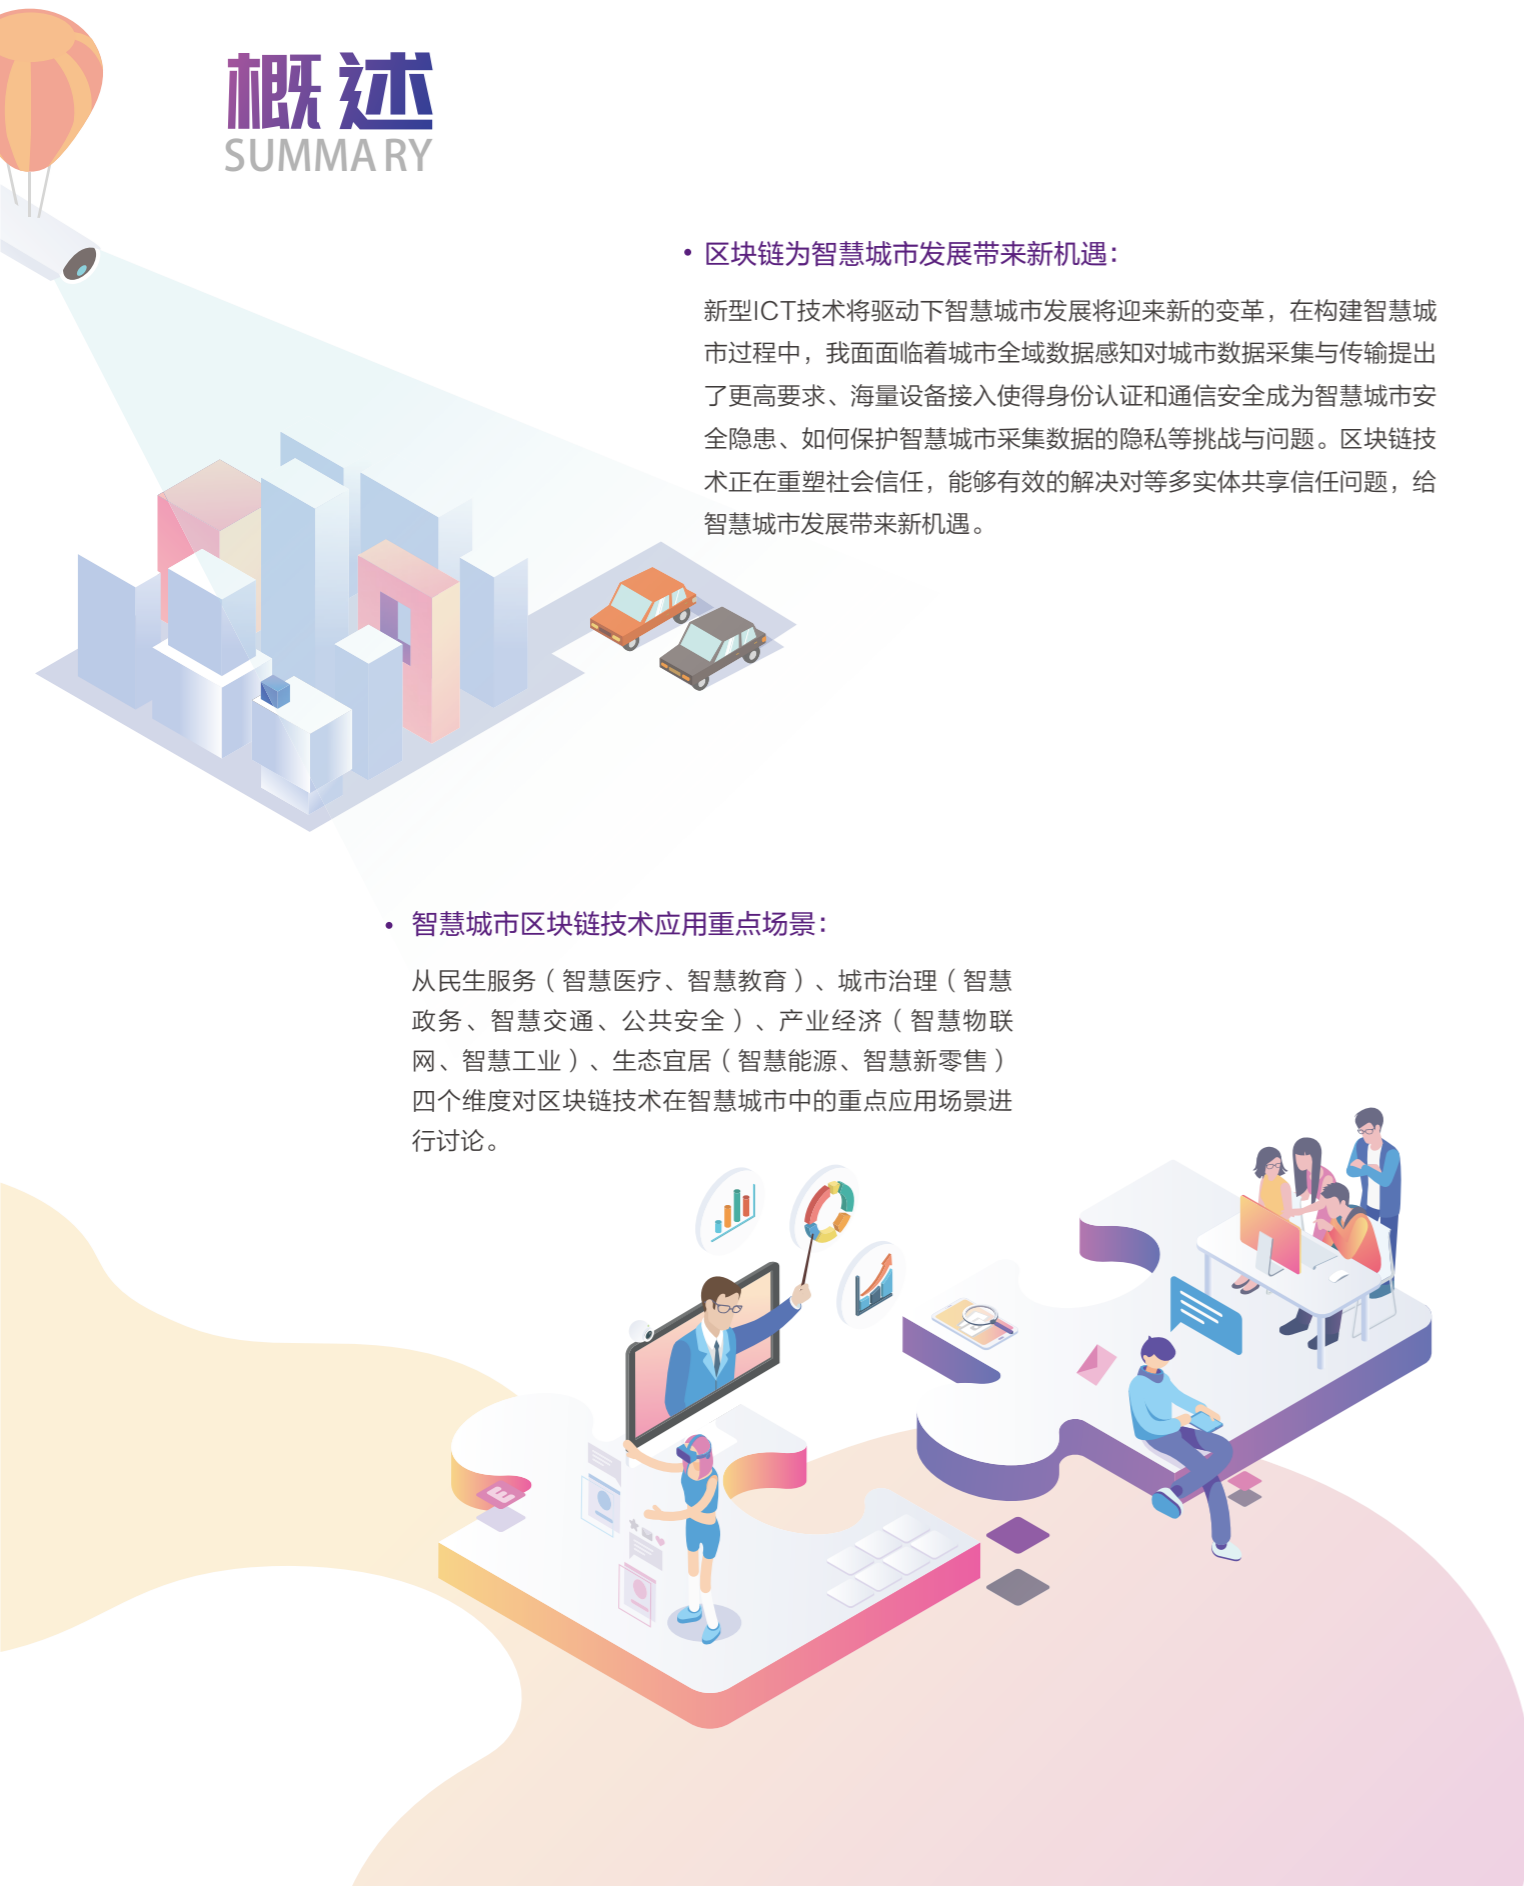 概述
SUMMARY
• 区块链为智慧城市发展带来新机遇：
新型ICT技术将驱动下智慧城市发展将迎来新的变革，在构建智慧城
市过程中，我面面临着城市全域数据感知对城市数据采集与传输提出
了更高要求、海量设备接入使得身份认证和通信安全成为智慧城市安
全隐患、如何保护智慧城市采集数据的隐私等挑战与问题。区块链技
术正在重塑社会信任，能够有效的解决对等多实体共享信任问题，给
智慧城市发展带来新机遇。
• 智慧城市区块链技术应用重点场景：
从民生服务（智慧医疗、智慧教育）、城市治理（智慧
政务、智慧交通、公共安全）、产业经济（智慧物联
网、智慧工业）、生态宜居（智慧能源、智慧新零售）
四个维度对区块链技术在智慧城市中的重点应用场景进
行讨论。
E